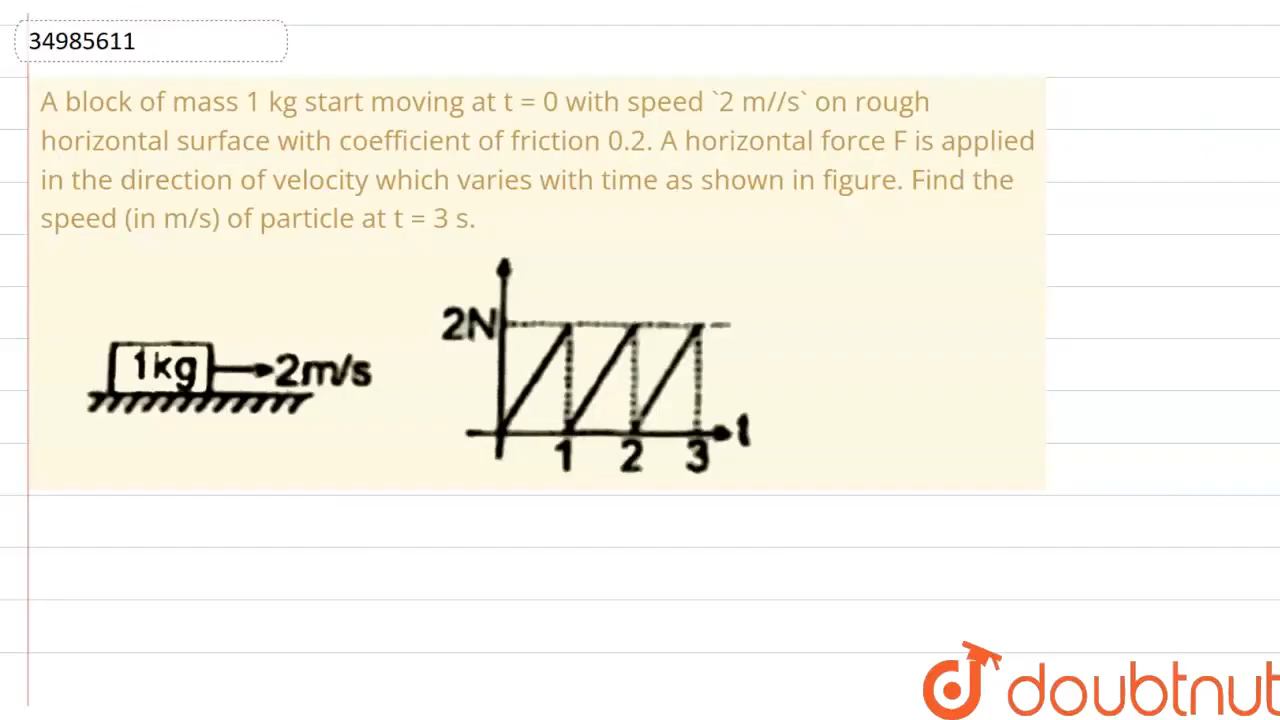 34985611
A block of mass 1 kg start moving at t = 0 with speed `2 m//s` on rough
horizontal surface with coefficient of friction 0.2. A horizontal force F is applied
in the direction of velocity which varies with time as shown in figure. Find the
speed (in m/s) of particle at t = 3 s.
2N
1kg
2m/s
t
1 2 3
doubtnut